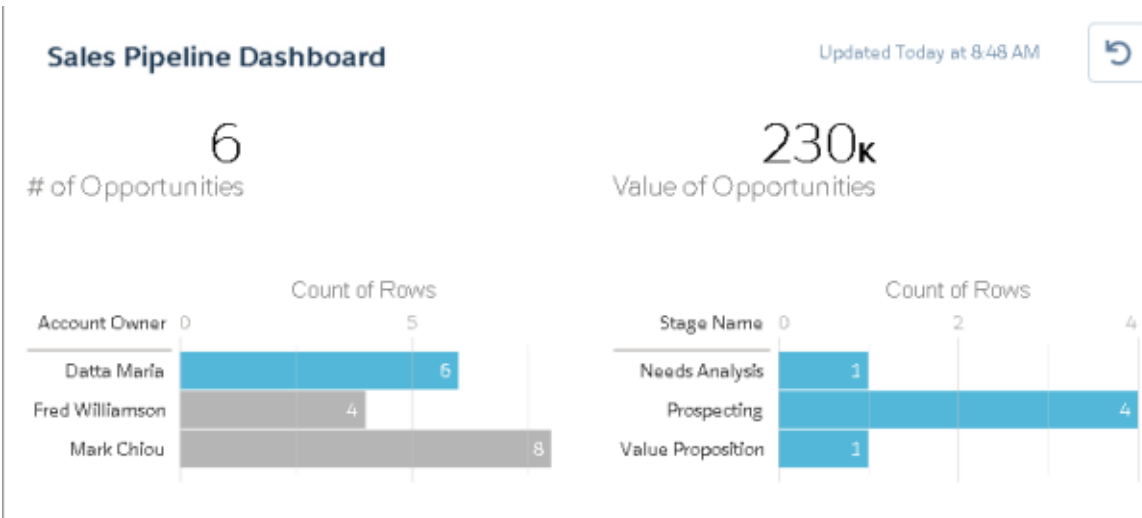 Sales Pipeline Dashboard
Updated Today at 8:48 AM
6
# of Opportunities
230K
Value of Opportunities
Count of Rows
Account Owner 0 5
Datta Maria 6
Fred Williamson 4
Mark Chiou 8
Count of Rows
Stage Name 0 2 4
Needs Analysis 1
Prospecting 4
Value Proposition 1